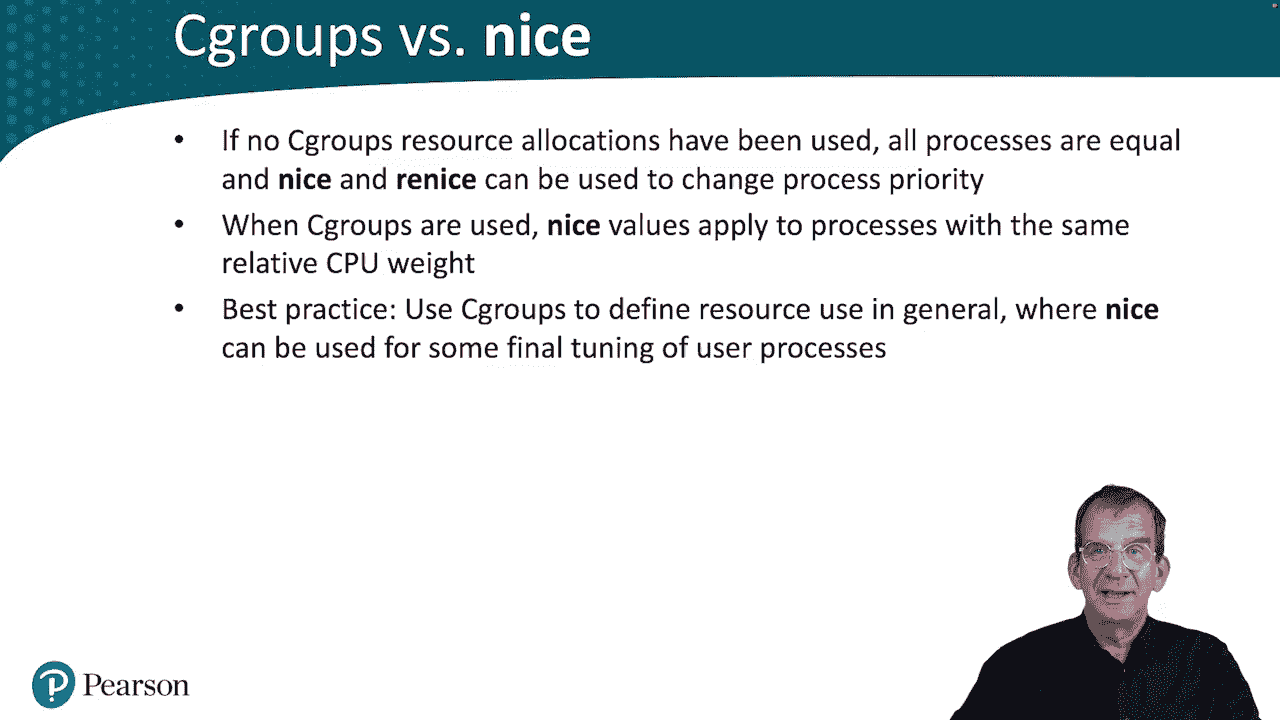 Cgroups vs. nice
• If no Cgroups resource allocations have been used, all processes are equal
and nice and renice can be used to change process priority
• When Cgroups are used, nice values apply to processes with the same
relative CPU weight
• Best practice: Use Cgroups to define resource use in general, where nice
can be used for some final tuning of user processes
P Pearson